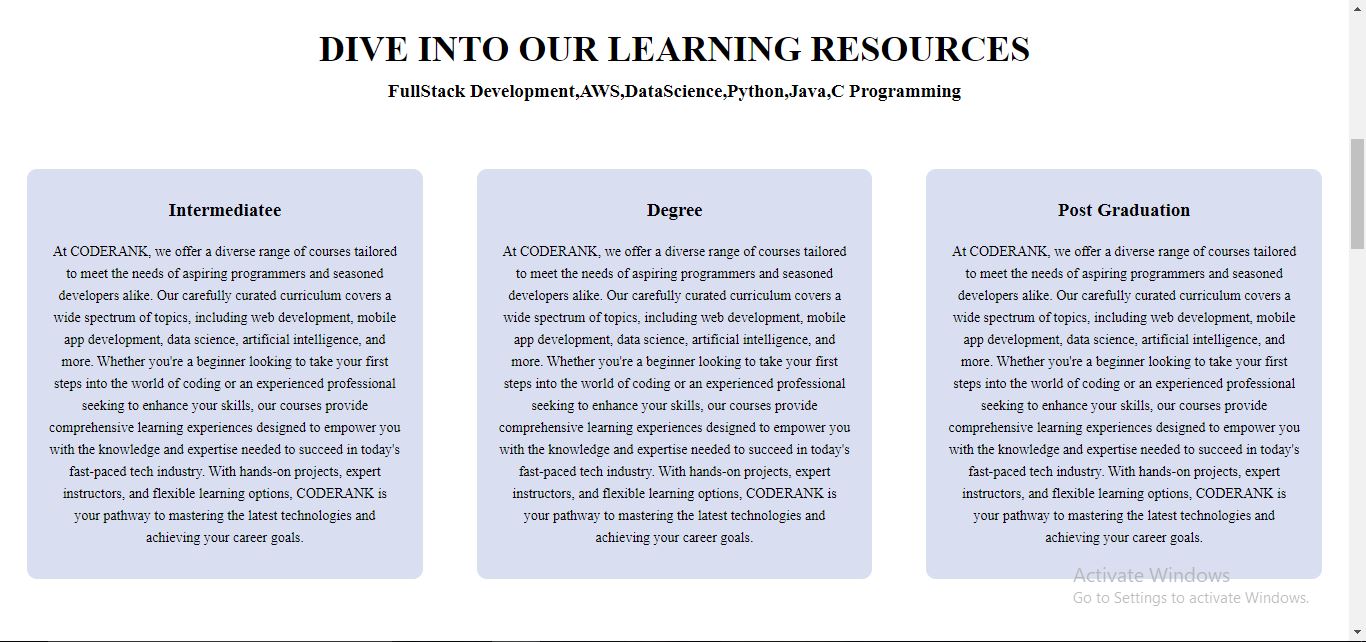 DIVE INTO OUR LEARNING RESOURCES
FullStack Development,AWS,DataScience,Python,Java,C Programming
Intermediatee
At CODERANK, we offer a diverse range of courses tailored
to meet the needs of aspiring programmers and seasoned
developers alike. Our carefully curated curriculum covers a
wide spectrum of topics, including web development, mobile
app development, data science, artificial intelligence, and
more. Whether you're a beginner looking to take your first
steps into the world of coding or an experienced professional
seeking to enhance your skills, our courses provide
comprehensive learning experiences designed to empower you
with the knowledge and expertise needed to succeed in today's
fast-paced tech industry. With hands-on projects, expert
instructors, and flexible learning options, CODERANK is
your pathway to mastering the latest technologies and
achieving your career goals.
Degree
At CODERANK, we offer a diverse range of courses tailored
to meet the needs of aspiring programmers and seasoned
developers alike. Our carefully curated curriculum covers a
wide spectrum of topics, including web development, mobile
app development, data science, artificial intelligence, and
more. Whether you're a beginner looking to take your first
steps into the world of coding or an experienced professional
seeking to enhance your skills, our courses provide
comprehensive learning experiences designed to empower you
with the knowledge and expertise needed to succeed in today's
fast-paced tech industry. With hands-on projects, expert
instructors, and flexible learning options, CODERANK is
your pathway to mastering the latest technologies and
achieving your career goals.
Post Graduation
At CODERANK, we offer a diverse range of courses tailored
to meet the needs of aspiring programmers and seasoned
developers alike. Our carefully curated curriculum covers a
wide spectrum of topics, including web development, mobile
app development, data science, artificial intelligence, and
more. Whether you're a beginner looking to take your first
steps into the world of coding or an experienced professional
seeking to enhance your skills, our courses provide
comprehensive learning experiences designed to empower you
with the knowledge and expertise needed to succeed in today's
fast-paced tech industry. With hands-on projects, expert
instructors, and flexible learning options, CODERANK is
your pathway to mastering the latest technologies and
achieving your career goals.
Activate Windows
Go to Settings to activate Windows.